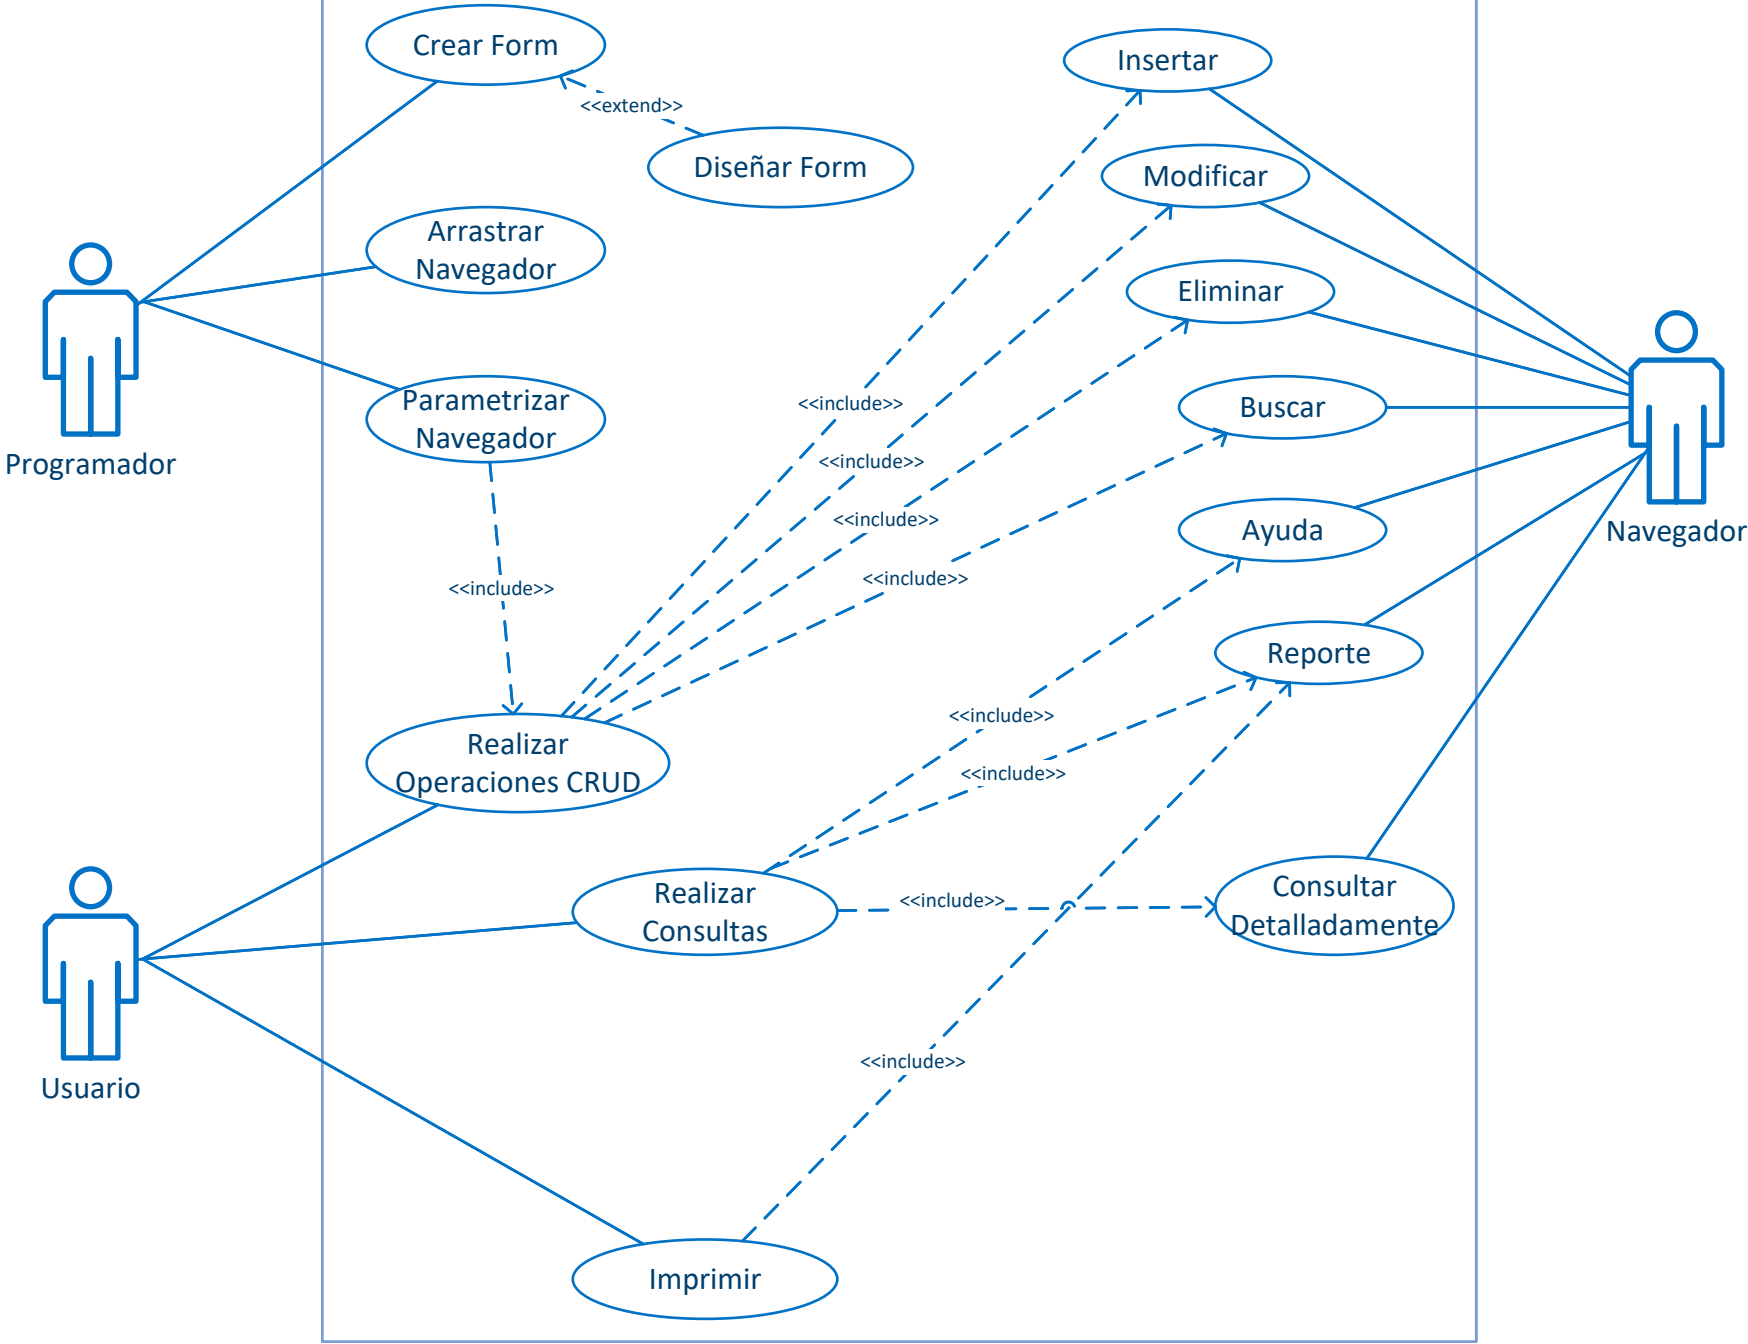 Crear Form
Insertar
<<extend>>
Diseñar Form
Modificar
Arrastrar
Navegador
Eliminar
Parametrizar
Navegador
<<include>>
Buscar
Programador
<<include>>
<<include>>
Ayuda
Navegador
<<include>>
<<include>>
Reporte
<<include>>
Realizar
Operaciones CRUD
<<include>>
Realizar
Consultas
<<include>>
Consultar
Detalladamente
<<include>>
Usuario
Imprimir